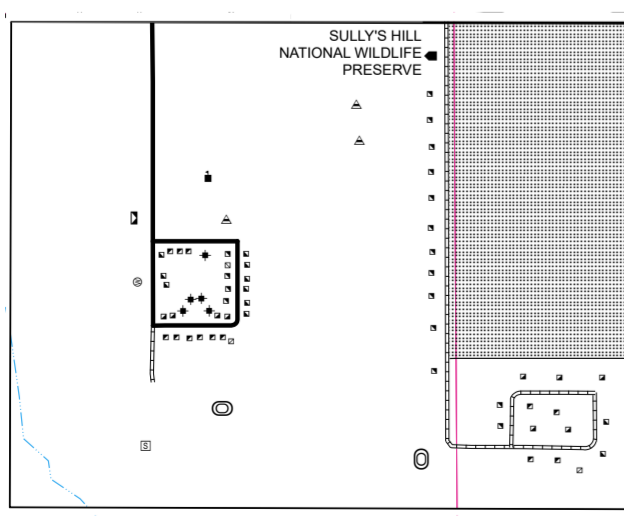 SULLY'S HILL
NATIONAL WILDLIFE
PRESERVE
W
S